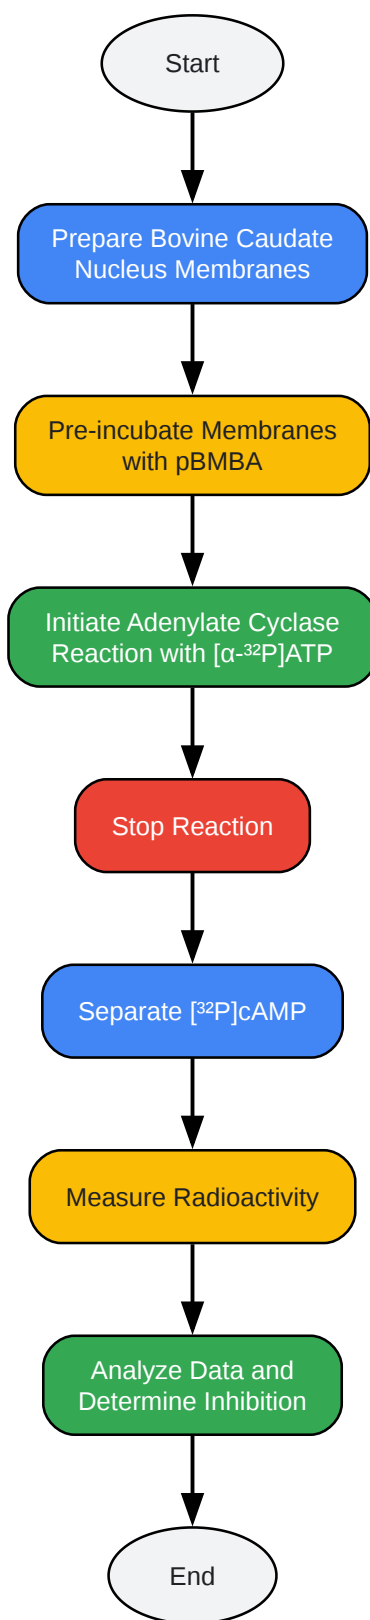 Start
Prepare Bovine Caudate
Nucleus Membranes
Pre-incubate Membranes
with pBMBA
Initiate Adenylate Cyclase
Reaction with [α-³²P]ATP
Stop Reaction
Separate [³²P]cAMP
Measure Radioactivity
Analyze Data and
Determine Inhibition
End